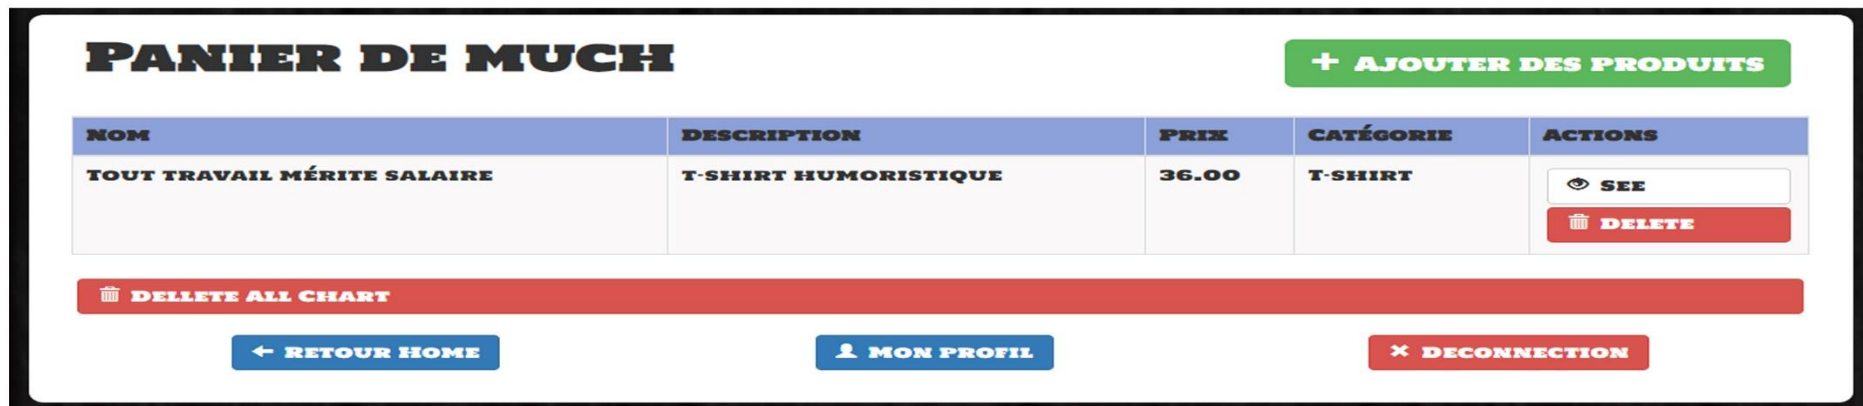 Panier de much
+ Ajouter des produits
Nom Description Prix Catégorie Actions
Tout travail mérite salaire T-shirt humoristique 36.00 T-shirt See
Delete
Dellete All Chart
Retour Home Mon profil Deconnection